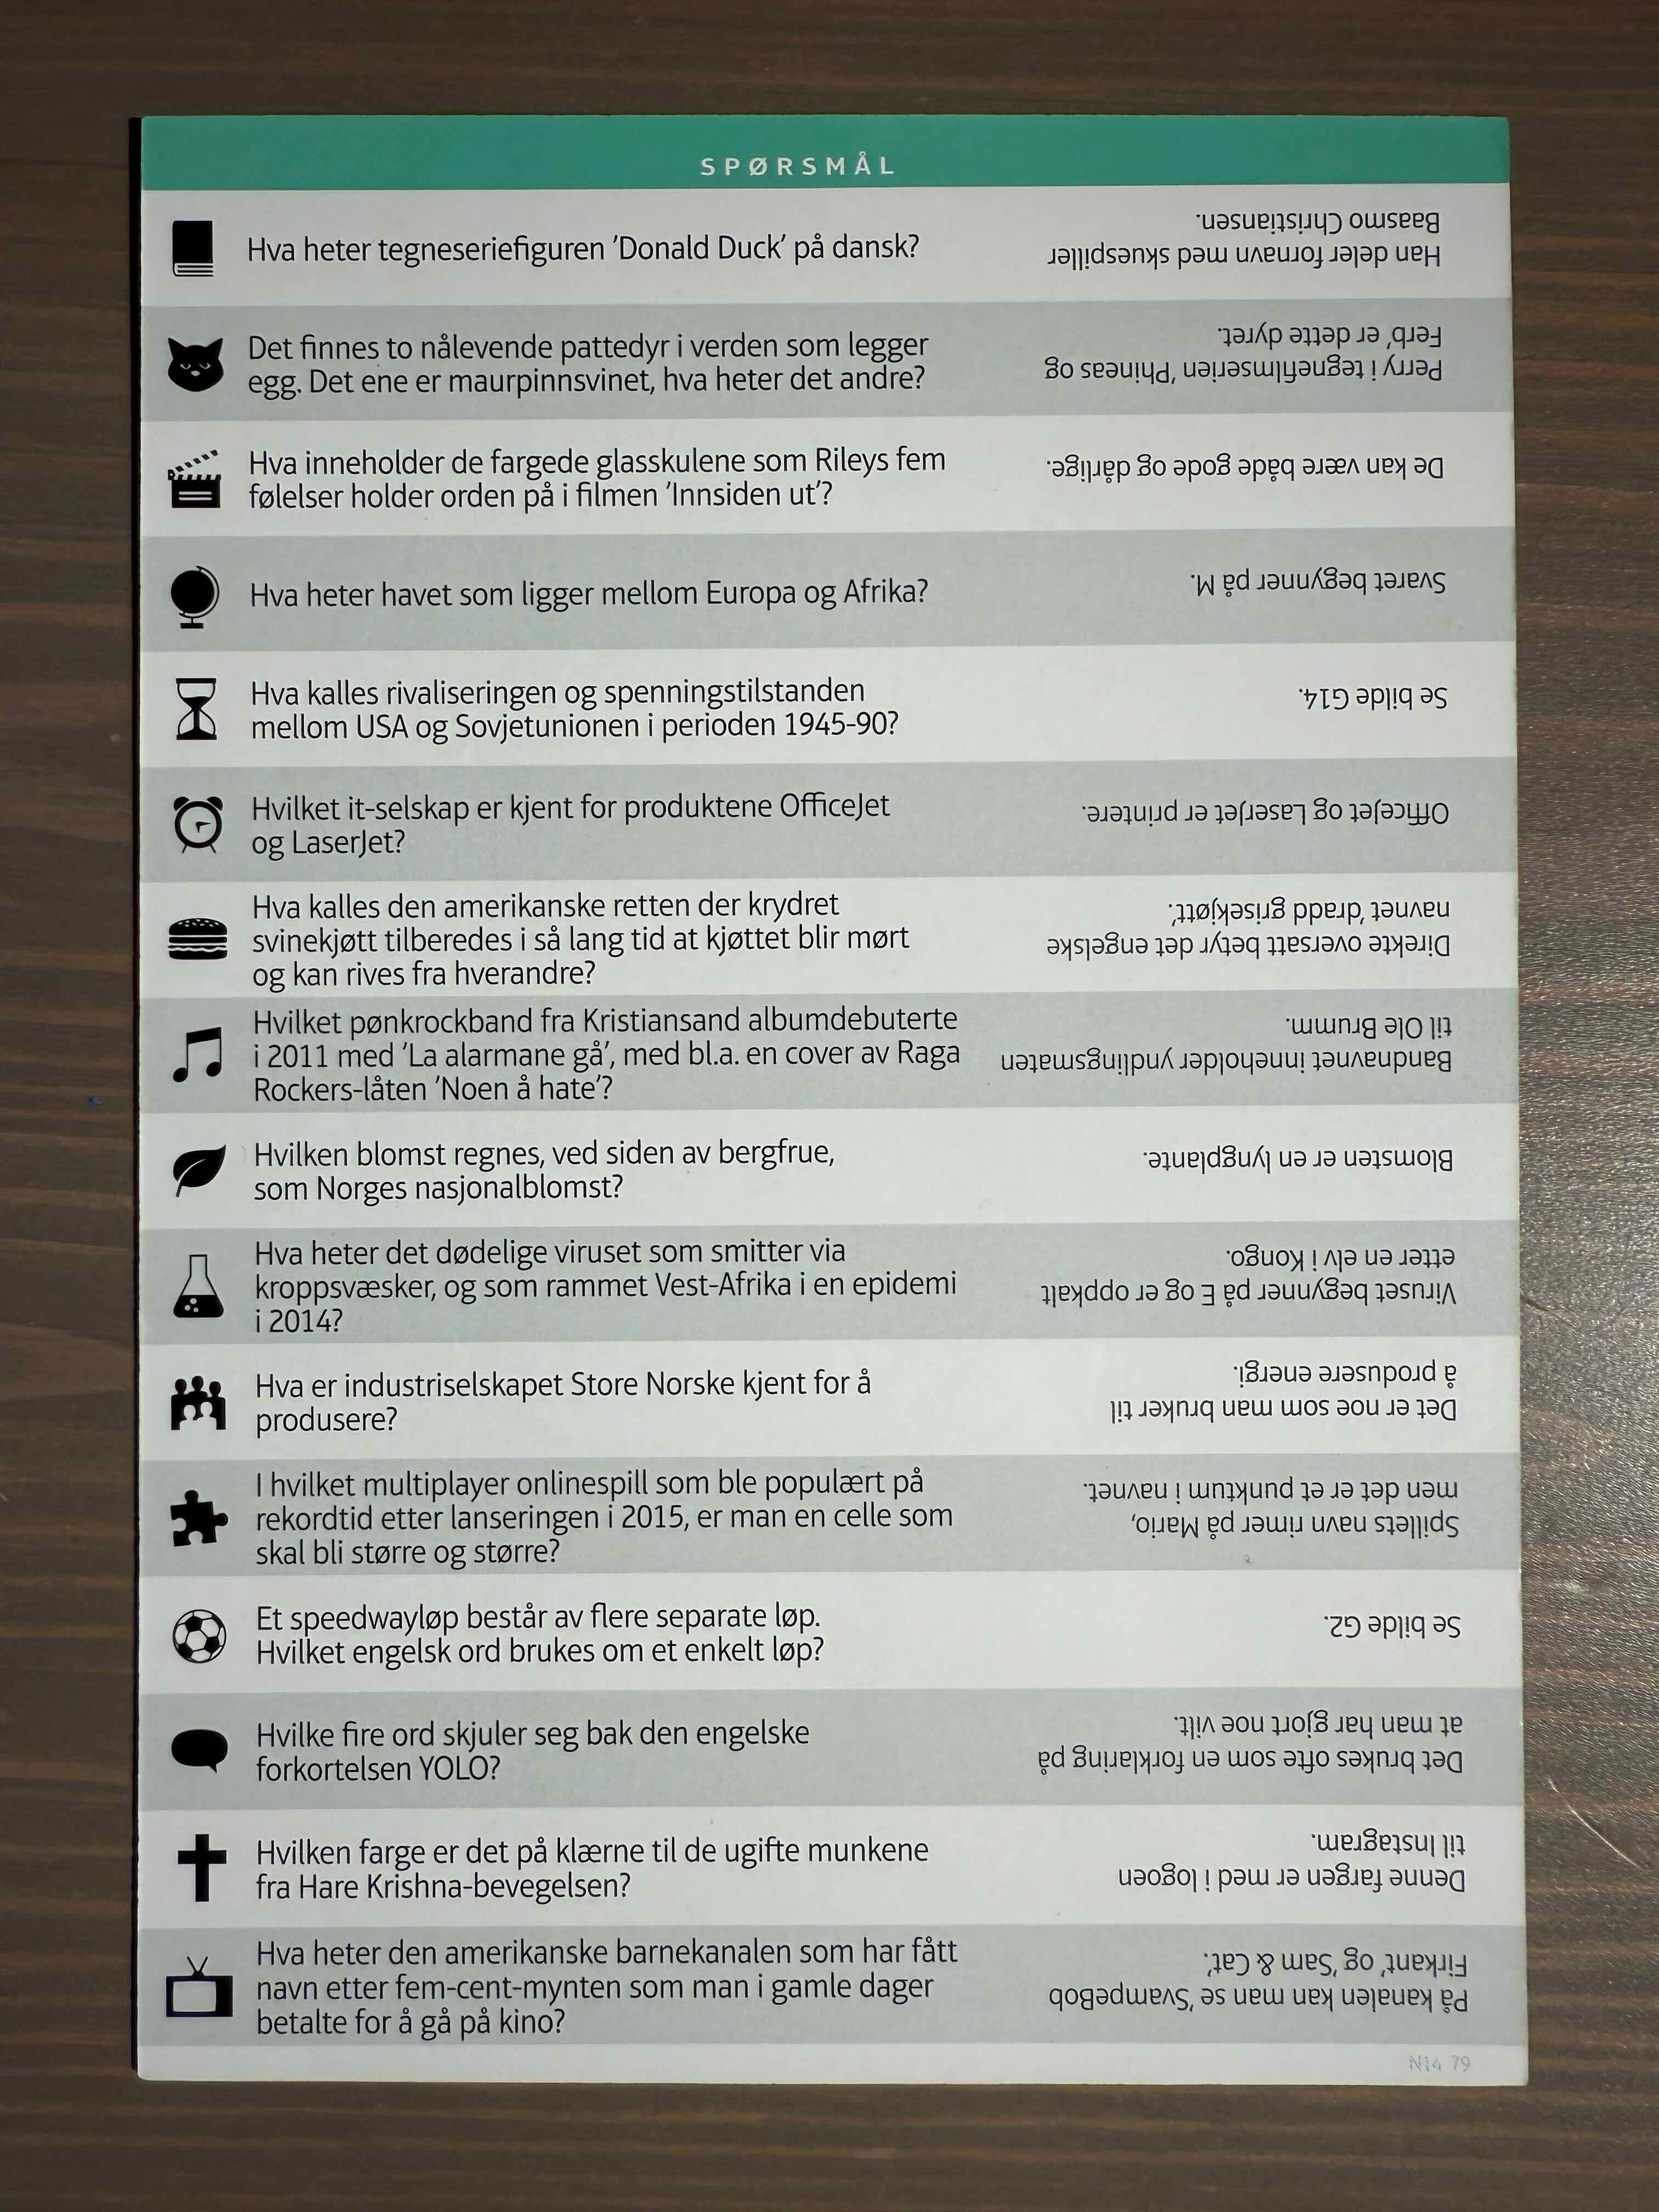 SPØRSMÅL
Hva heter tegneseriefiguren ’Donald Duck’ på dansk?
Han deler fornavn med skuespiller
Baasmo Christiansen.
Det finnes to nålevende pattedyr i verden som legger
egg. Det ene er maurpinnsvinet, hva heter det andre?
Perry i tegnefilmserien ’Phineas og
Ferb’ er dette dyret.
Hva inneholder de fargede glasskulene som Rileys fem
følelser holder orden på i filmen ’Innsiden ut’?
De kan være både gode og dårlige.
Hva heter havet som ligger mellom Europa og Afrika?
Svaret begynner på M.
Hva kalles rivaliseringen og spenningstilstanden
mellom USA og Sovjetunionen i perioden 1945-90?
Se bilde G14.
Hvilket it-selskap er kjent for produktene OfficeJet
og LaserJet?
OfficeJet og LaserJet er printere.
Hva kalles den amerikanske retten der krydret
svinekjøtt tilberedes i så lang tid at kjøttet blir mørt
og kan rives fra hverandre?
Direkte oversatt betyr det engelske
navnet ’dradd grisekjøtt’.
Hvilket pønkrockband fra Kristiansand albumdebuterte
i 2011 med ’La alarmane gå’, med bl.a. en cover av Raga
Rockers-låten ’Noen å hate’?
Bandnavnet inneholder yndlingsmaten
til Ole Brumm.
Hvilken blomst regnes, ved siden av bergfrue,
som Norges nasjonalblomst?
Blomsten er en lyngplante.
Hva heter det dødelige viruset som smitter via
kroppsvæsker, og som rammet Vest-Afrika i en epidemi
i 2014?
Viruset begynner på E og er oppkalt
etter en elv i Kongo.
Hva er industriselskapet Store Norske kjent for å
produsere?
Det er noe som man bruker til
å produsere energi.
I hvilket multiplayer onlinespill som ble populært på
rekordtid etter lanseringen i 2015, er man en celle som
skal bli større og større?
Spillets navn rimer på Mario,
men det er et punktum i navnet.
Et speedwayløp består av flere separate løp.
Hvilket engelsk ord brukes om et enkelt løp?
Se bilde G2.
Hvilke fire ord skjuler seg bak den engelske
forkortelsen YOLO?
Det brukes ofte som en forklaring på
at man har gjort noe vilt.
Hvilken farge er det på klærne til de ugifte munkene
fra Hare Krishna-bevegelsen?
Denne fargen er med i logoen
til Instagram.
Hva heter den amerikanske barnekanalen som har fått
navn etter fem-cent-mynten som man i gamle dager
betalte for å gå på kino?
På kanalen kan man se ’SvampeBob
Firkant’ og ’Sam & Cat’.
N14 79